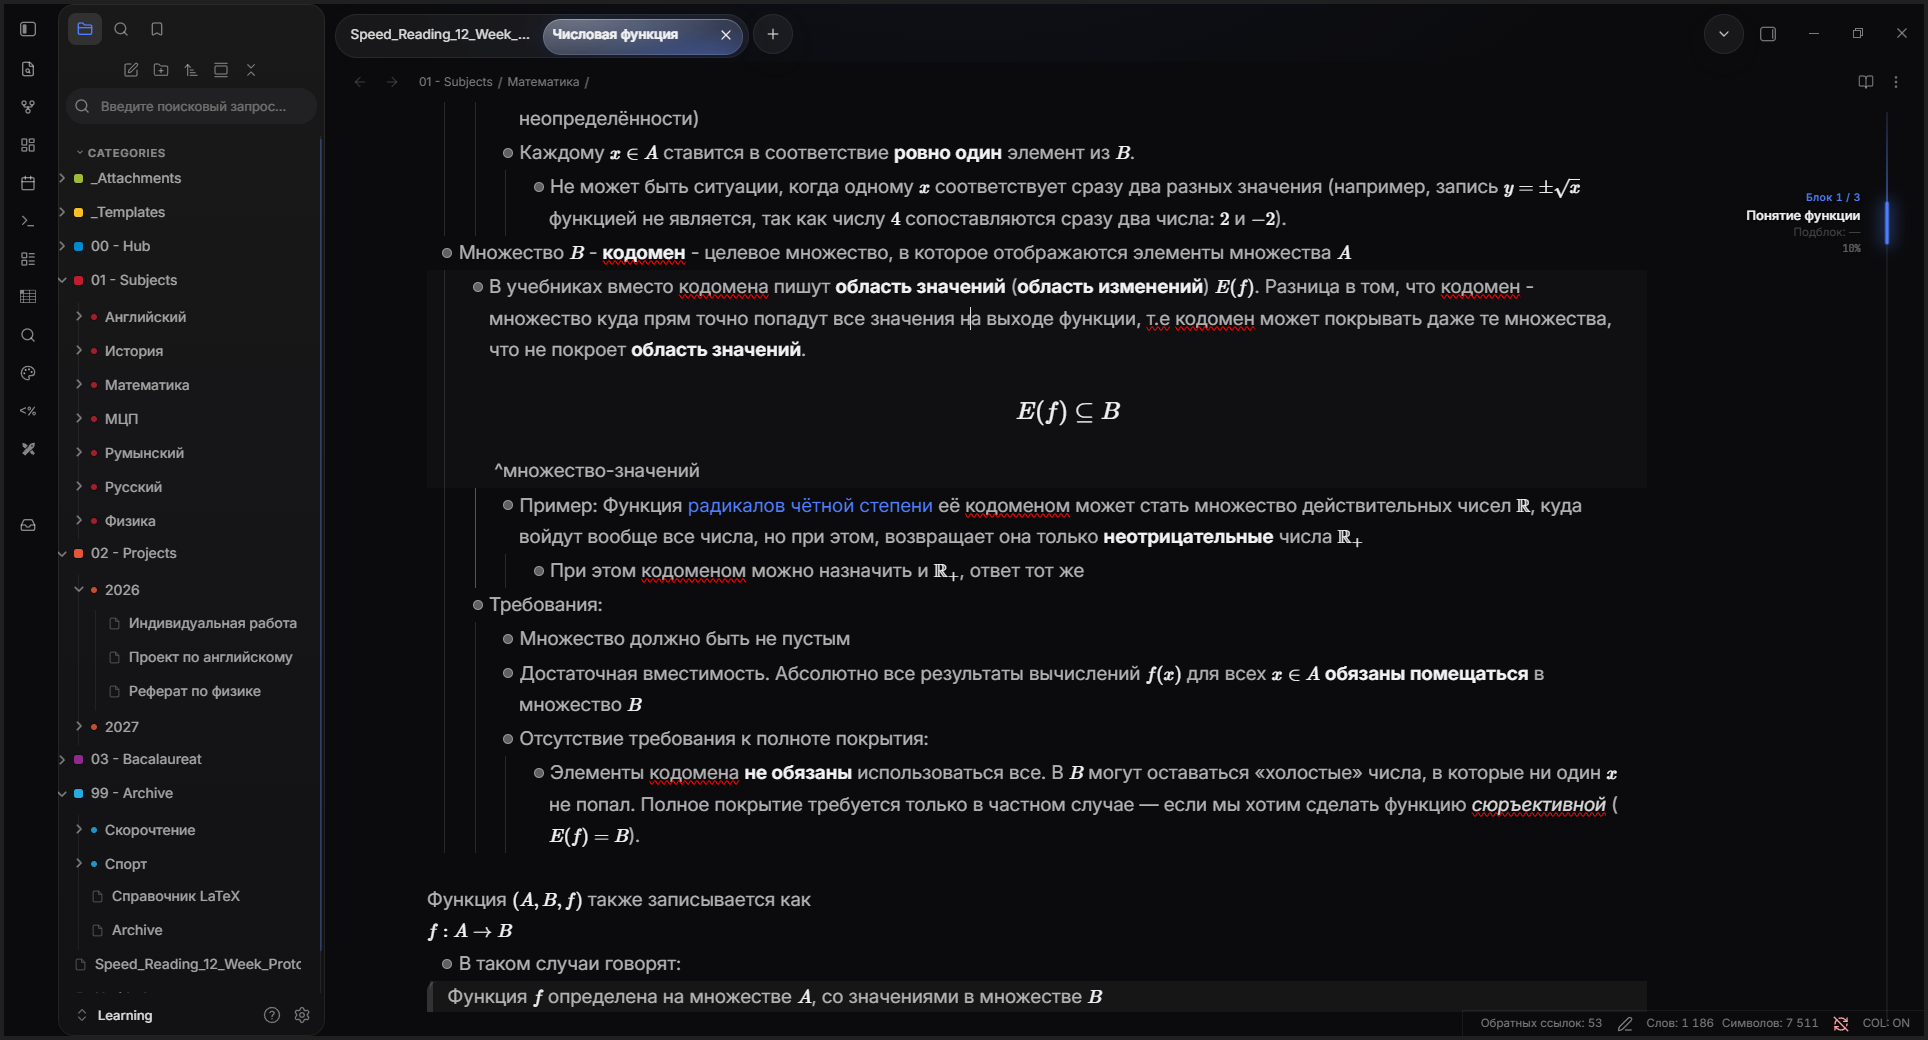 Speed_Reading_12_Week_...
Числовая функция
Введите поисковый запрос...
CATEGORIES
_Attachments
_Templates
00 - Hub
01 - Subjects
Английский
История
Математика
МЦП
Румынский
Русский
Физика
02 - Projects
2026
Индивидуальная работа
Проект по английскому
Реферат по физике
2027
03 - Bacalaureat
99 - Archive
Скорочтение
Спорт
Справочник LaTeX
Archive
Speed_Reading_12_Week_Protc
Learning
01 - Subjects / Математика /
неопределённости)
Каждому x ∈ A ставится в соответствие ровно один элемент из B.
Не может быть ситуации, когда одному x соответствует сразу два разных значения (например, запись y = ±√x
функцией не является, так как числу 4 сопоставляются сразу два числа: 2 и −2).
Множество B - кодомен - целевое множество, в которое отображаются элементы множества A
В учебниках вместо кодомена пишут область значений (область изменений) E(f). Разница в том, что кодомен -
множество куда прям точно попадут все значения на выходе функции, т.е кодомен может покрывать даже те множества,
что не покроет область значений.
E(f) ⊆ B
^множество-значений
Пример: Функция радикалов чётной степени её кодоменом может стать множество действительных чисел ℝ, куда
войдут вообще все числа, но при этом, возвращает она только неотрицательные числа ℝ₊
При этом кодоменом можно назначить и ℝ₊, ответ тот же
Требования:
Множество должно быть не пустым
Достаточная вместимость. Абсолютно все результаты вычислений f(x) для всех x ∈ A обязаны помещаться в
множество B
Отсутствие требования к полноте покрытия:
Элементы кодомена не обязаны использоваться все. В B могут оставаться «холостые» числа, в которые ни один x
не попал. Полное покрытие требуется только в частном случае — если мы хотим сделать функцию сюръективной (
E(f) = B).
Функция (A, B, f) также записывается как
f : A → B
В таком случаи говорят:
Функция f определена на множестве A, со значениями в множестве B
Блок 1 / 3
Понятие функции
Подблок: —
10%
Обратных ссылок: 53
Слов: 1 186
Символов: 7 511
COL: ON